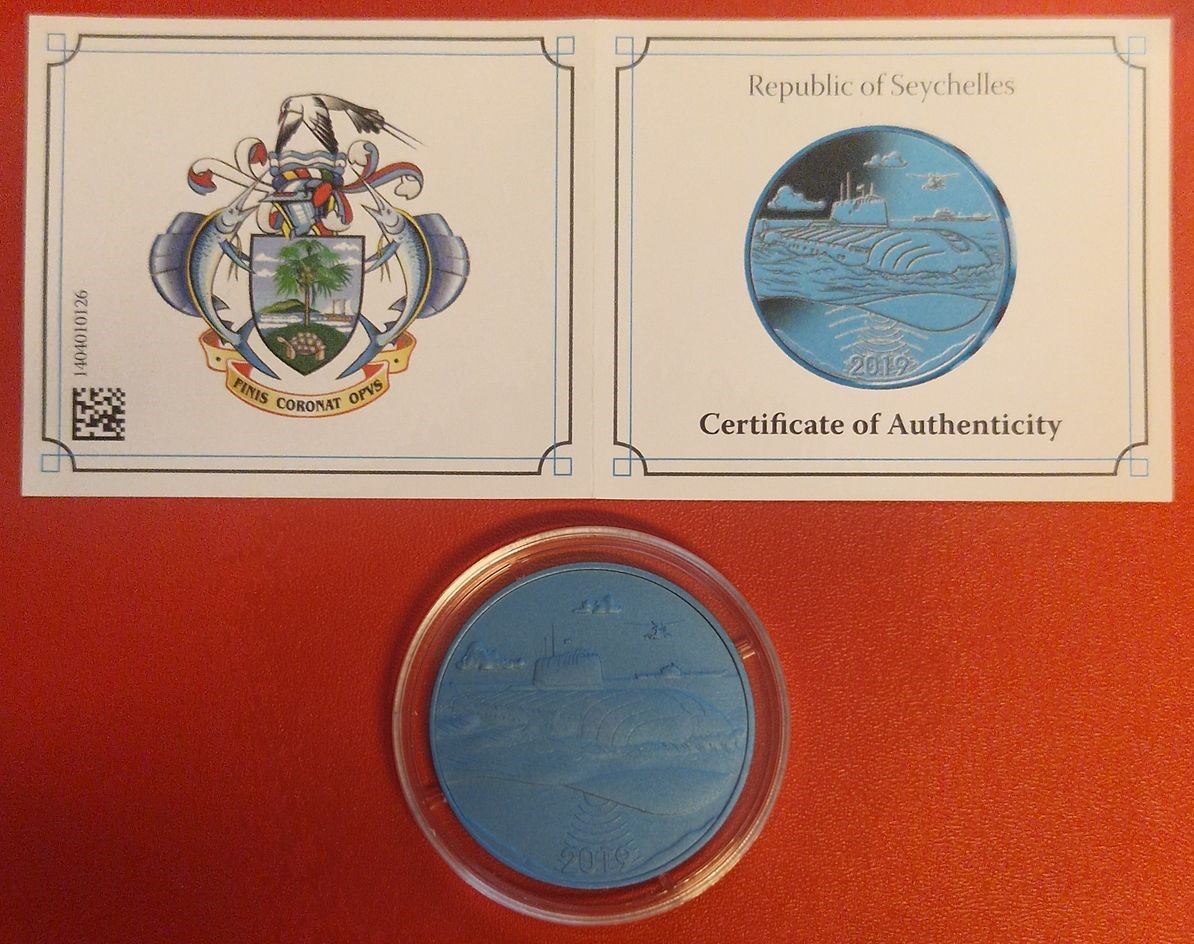 1404010126
FINIS CORONAT OPVS
Republic of Seychelles
2019
Certificate of Authenticity
2019